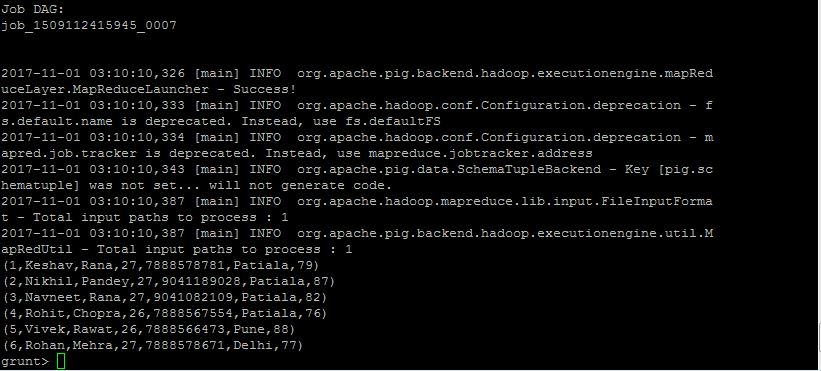 Job DAG:
job_1509112415945_0007
2017-11-01 03:10:10,326 [main] INFO  org.apache.pig.backend.hadoop.executionengine.mapRed
uceLayer.MapReduceLauncher - Success!
2017-11-01 03:10:10,333 [main] INFO  org.apache.hadoop.conf.Configuration.deprecation - f
s.default.name is deprecated. Instead, use fs.defaultFS
2017-11-01 03:10:10,334 [main] INFO  org.apache.hadoop.conf.Configuration.deprecation - m
apred.job.tracker is deprecated. Instead, use mapreduce.jobtracker.address
2017-11-01 03:10:10,343 [main] INFO  org.apache.pig.data.SchemaTupleBackend - Key [pig.sc
hematuple] was not set... will not generate code.
2017-11-01 03:10:10,387 [main] INFO  org.apache.hadoop.mapreduce.lib.input.FileInputForma
t - Total input paths to process : 1
2017-11-01 03:10:10,387 [main] INFO  org.apache.pig.backend.hadoop.executionengine.util.M
apRedUtil - Total input paths to process : 1
(1,Keshav,Rana,27,7888578781,Patiala,79)
(2,Nikhil,Pandey,27,9041189028,Patiala,87)
(3,Navneet,Rana,27,9041082109,Patiala,82)
(4,Rohit,Chopra,26,7888567554,Patiala,76)
(5,Vivek,Rawat,26,7888566473,Pune,88)
(6,Rohan,Mehra,27,7888578671,Delhi,77)
grunt>